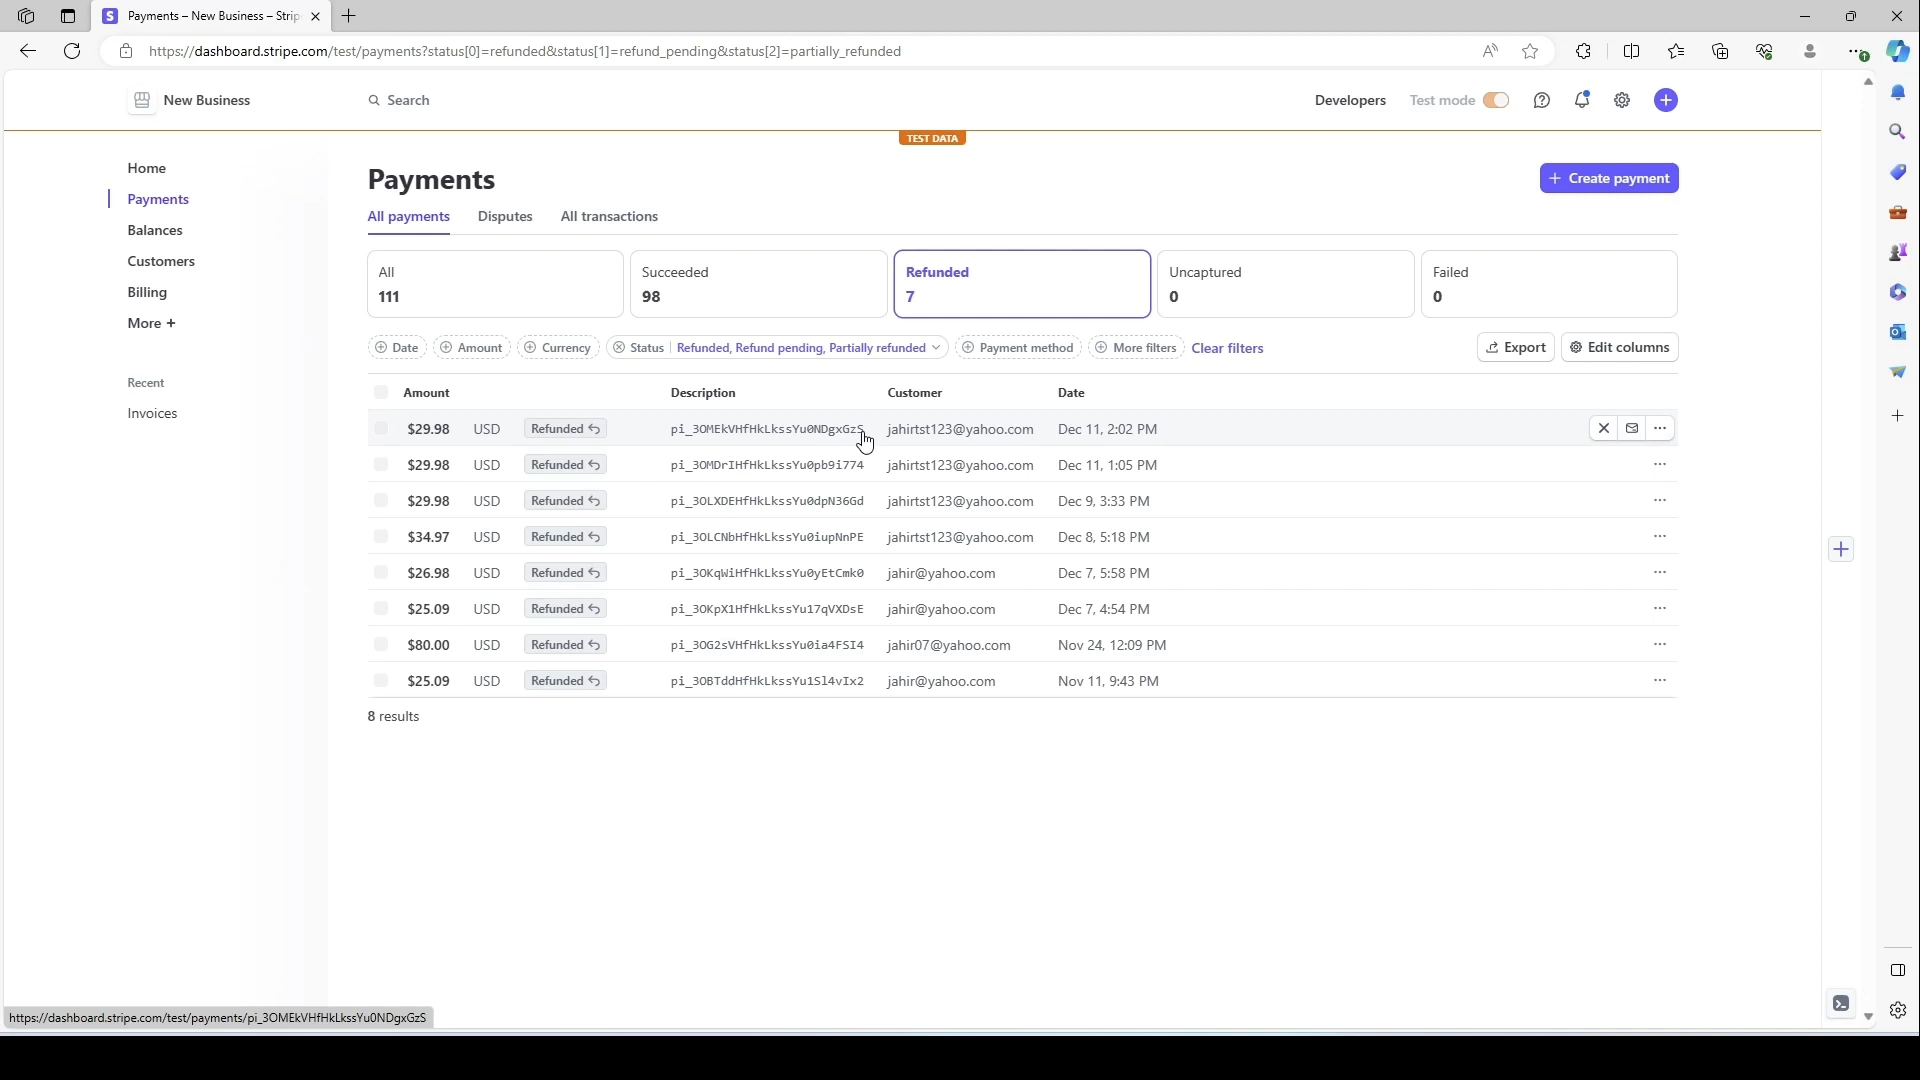 Payments – New Business – Strip
https://dashboard.stripe.com/test/payments?status[0]=refunded&status[1]=refund_pending&status[2]=partially_refunded
New Business
Search
Developers
Test mode
TEST DATA
Home
Payments
Balances
Customers
Billing
More +
Recent
Invoices
Payments
+ Create payment
All payments Disputes All transactions
All
111
Succeeded
98
Refunded
7
Uncaptured
0
Failed
0
Date Amount Currency Status Refunded, Refund pending, Partially refunded Payment method More filters Clear filters
Export Edit columns
Amount Description Customer Date
$29.98 USD Refunded pi_3OMEkVHfHkLkssYu0NDgxGzS jahirtst123@yahoo.com Dec 11, 2:02 PM
$29.98 USD Refunded pi_3OMDrIHfHkLkssYu0pb9i774 jahirtst123@yahoo.com Dec 11, 1:05 PM
$29.98 USD Refunded pi_3OLXDEHfHkLkssYu0dpN36Gd jahirtst123@yahoo.com Dec 9, 3:33 PM
$34.97 USD Refunded pi_3OLCNbHfHkLkssYu0iupNnPE jahirtst123@yahoo.com Dec 8, 5:18 PM
$26.98 USD Refunded pi_3OKqWiHfHkLkssYu0yEtCmk0 jahir@yahoo.com Dec 7, 5:58 PM
$25.09 USD Refunded pi_3OKpX1HfHkLkssYu17qVXDsE jahir@yahoo.com Dec 7, 4:54 PM
$80.00 USD Refunded pi_3OG2sVHfHkLkssYu0ia4FSI4 jahir07@yahoo.com Nov 24, 12:09 PM
$25.09 USD Refunded pi_3OBTddHfHkLkssYu1Sl4vIx2 jahir@yahoo.com Nov 11, 9:43 PM
8 results
https://dashboard.stripe.com/test/payments/pi_3OMEkVHfHkLkssYu0NDgxGzS